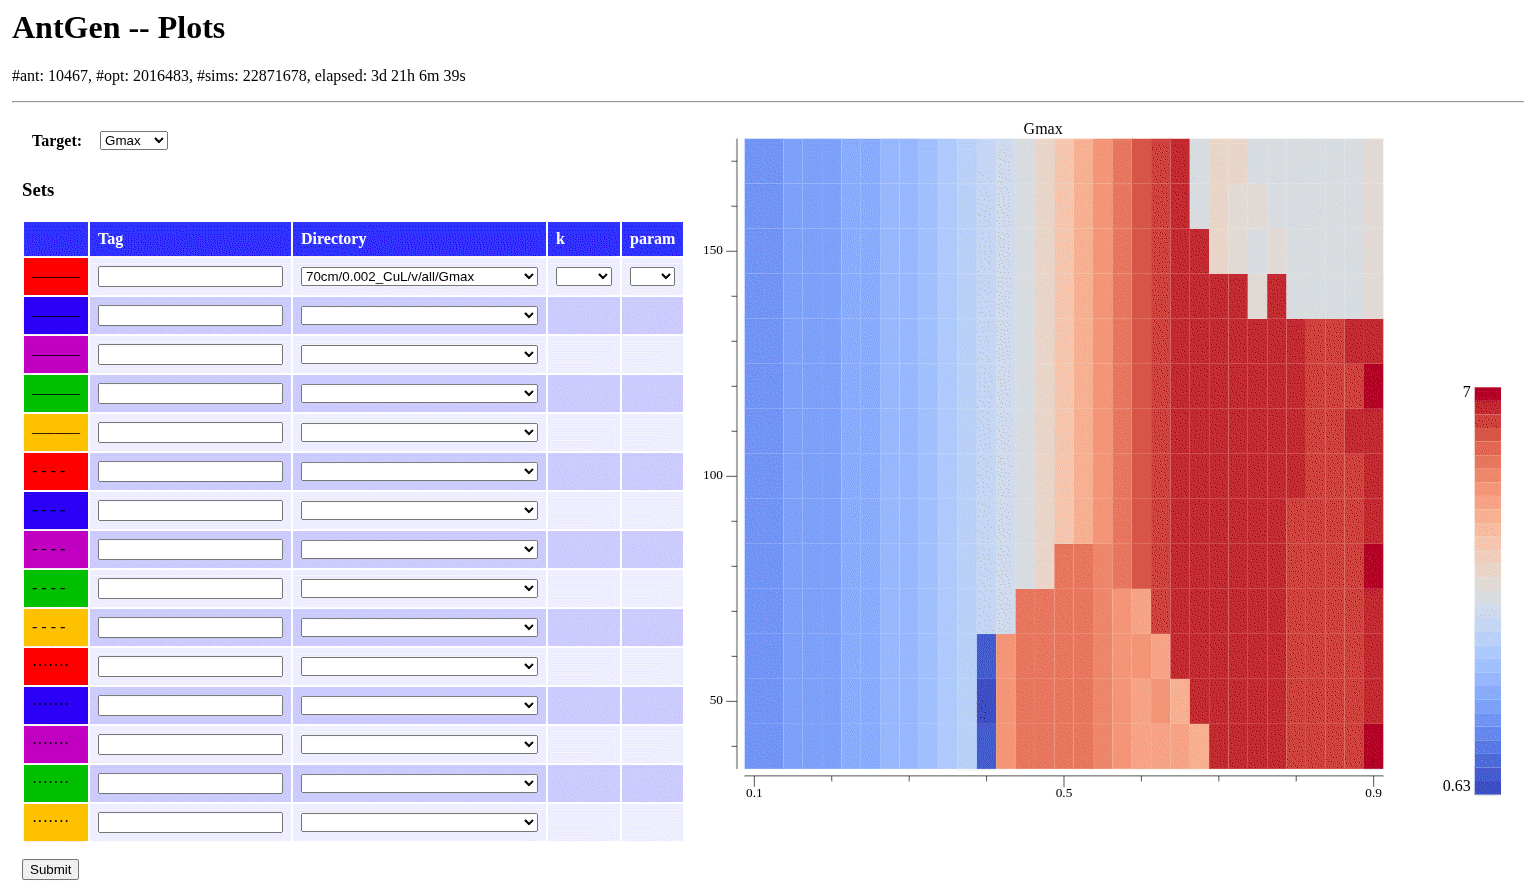 AntGen -- Plots
#ant: 10467, #opt: 2016483, #sims: 22871678, elapsed: 3d 21h 6m 39s
Target: Gmax
Sets
Tag Directory k param
70cm/0.002_CuL/v/all/Gmax
- - - -
- - - -
- - - -
- - - -
- - - -
.......
.......
.......
.......
.......
Submit
Gmax
150
100
50
0.1 0.5 0.9
7
0.63